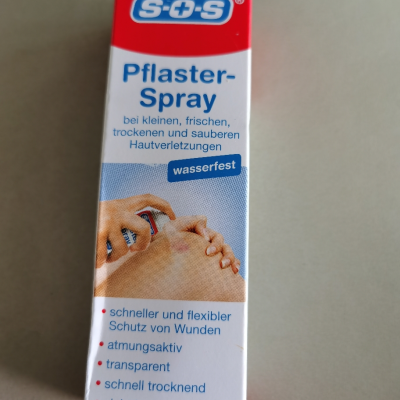 S+O+S
®
Pflaster-
Spray
bei kleinen, frischen,
trockenen und sauberen
Hautverletzungen
wasserfest
• schneller und flexibler
Schutz von Wunden
• atmungsaktiv
• transparent
• schnell trocknend